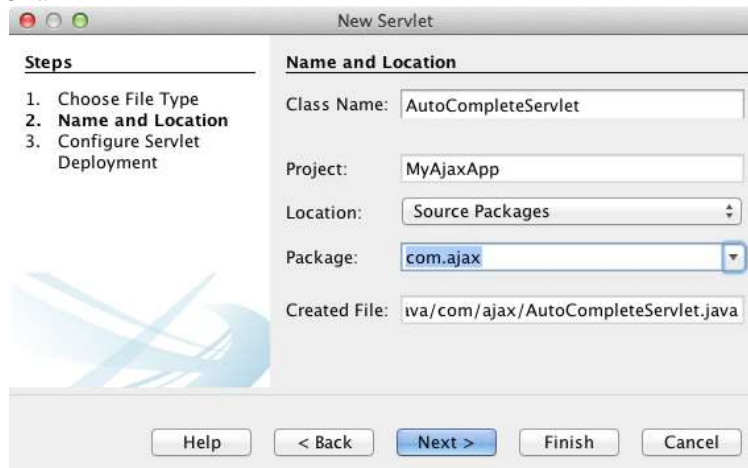 New Servlet
Steps
1. Choose File Type
2. Name and Location
3. Configure Servlet
Deployment
Name and Location
Class Name: AutoCompleteServlet
Project: MyAjaxApp
Location: Source Packages
Package: com.ajax
Created File: ava/com/ajax/AutoCompleteServlet.java
Help < Back Next > Finish Cancel